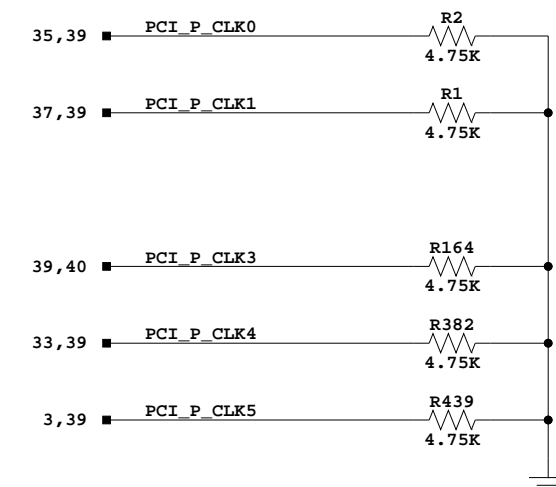 R2
35,39 PCI_P_CLK0
4.75K
R1
37,39 PCI_P_CLK1
4.75K
R164
39,40 PCI_P_CLK3
4.75K
R382
33,39 PCI_P_CLK4
4.75K
R439
3,39 PCI_P_CLK5
4.75K